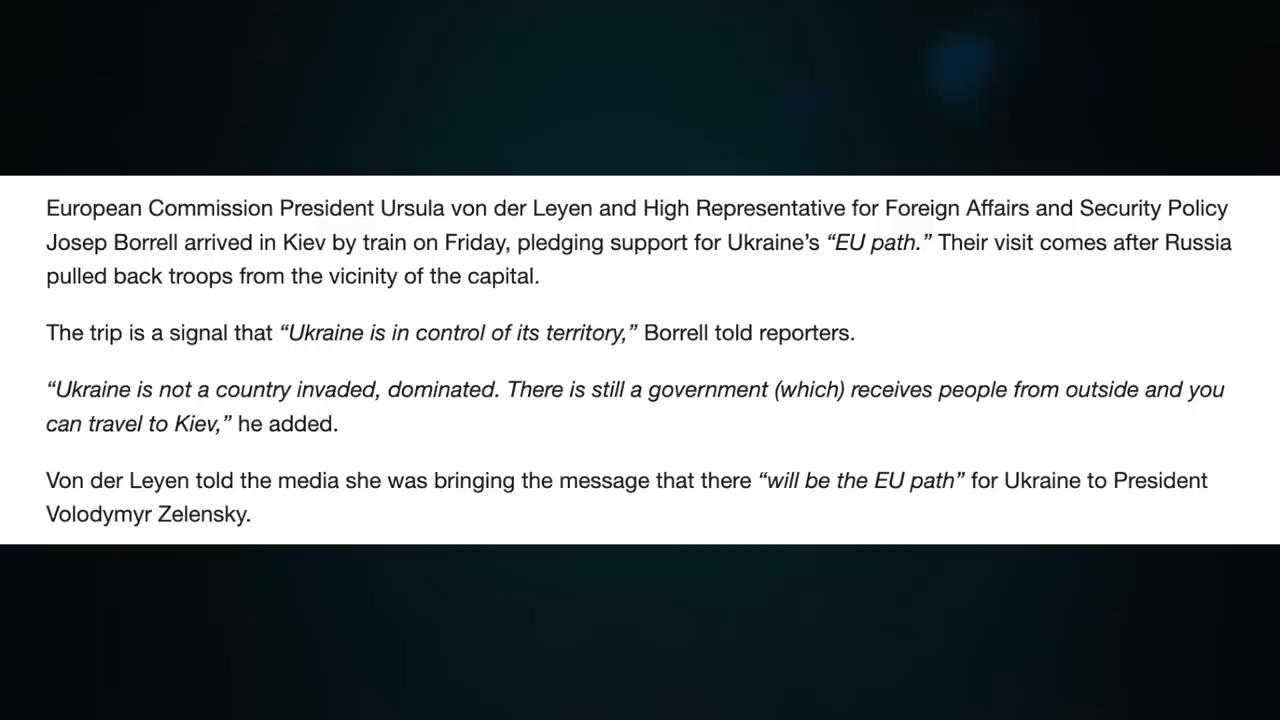 European Commission President Ursula von der Leyen and High Representative for Foreign Affairs and Security Policy
Josep Borrell arrived in Kiev by train on Friday, pledging support for Ukraine’s “EU path.” Their visit comes after Russia
pulled back troops from the vicinity of the capital.
The trip is a signal that “Ukraine is in control of its territory,” Borrell told reporters.
“Ukraine is not a country invaded, dominated. There is still a government (which) receives people from outside and you
can travel to Kiev,” he added.
Von der Leyen told the media she was bringing the message that there “will be the EU path” for Ukraine to President
Volodymyr Zelensky.